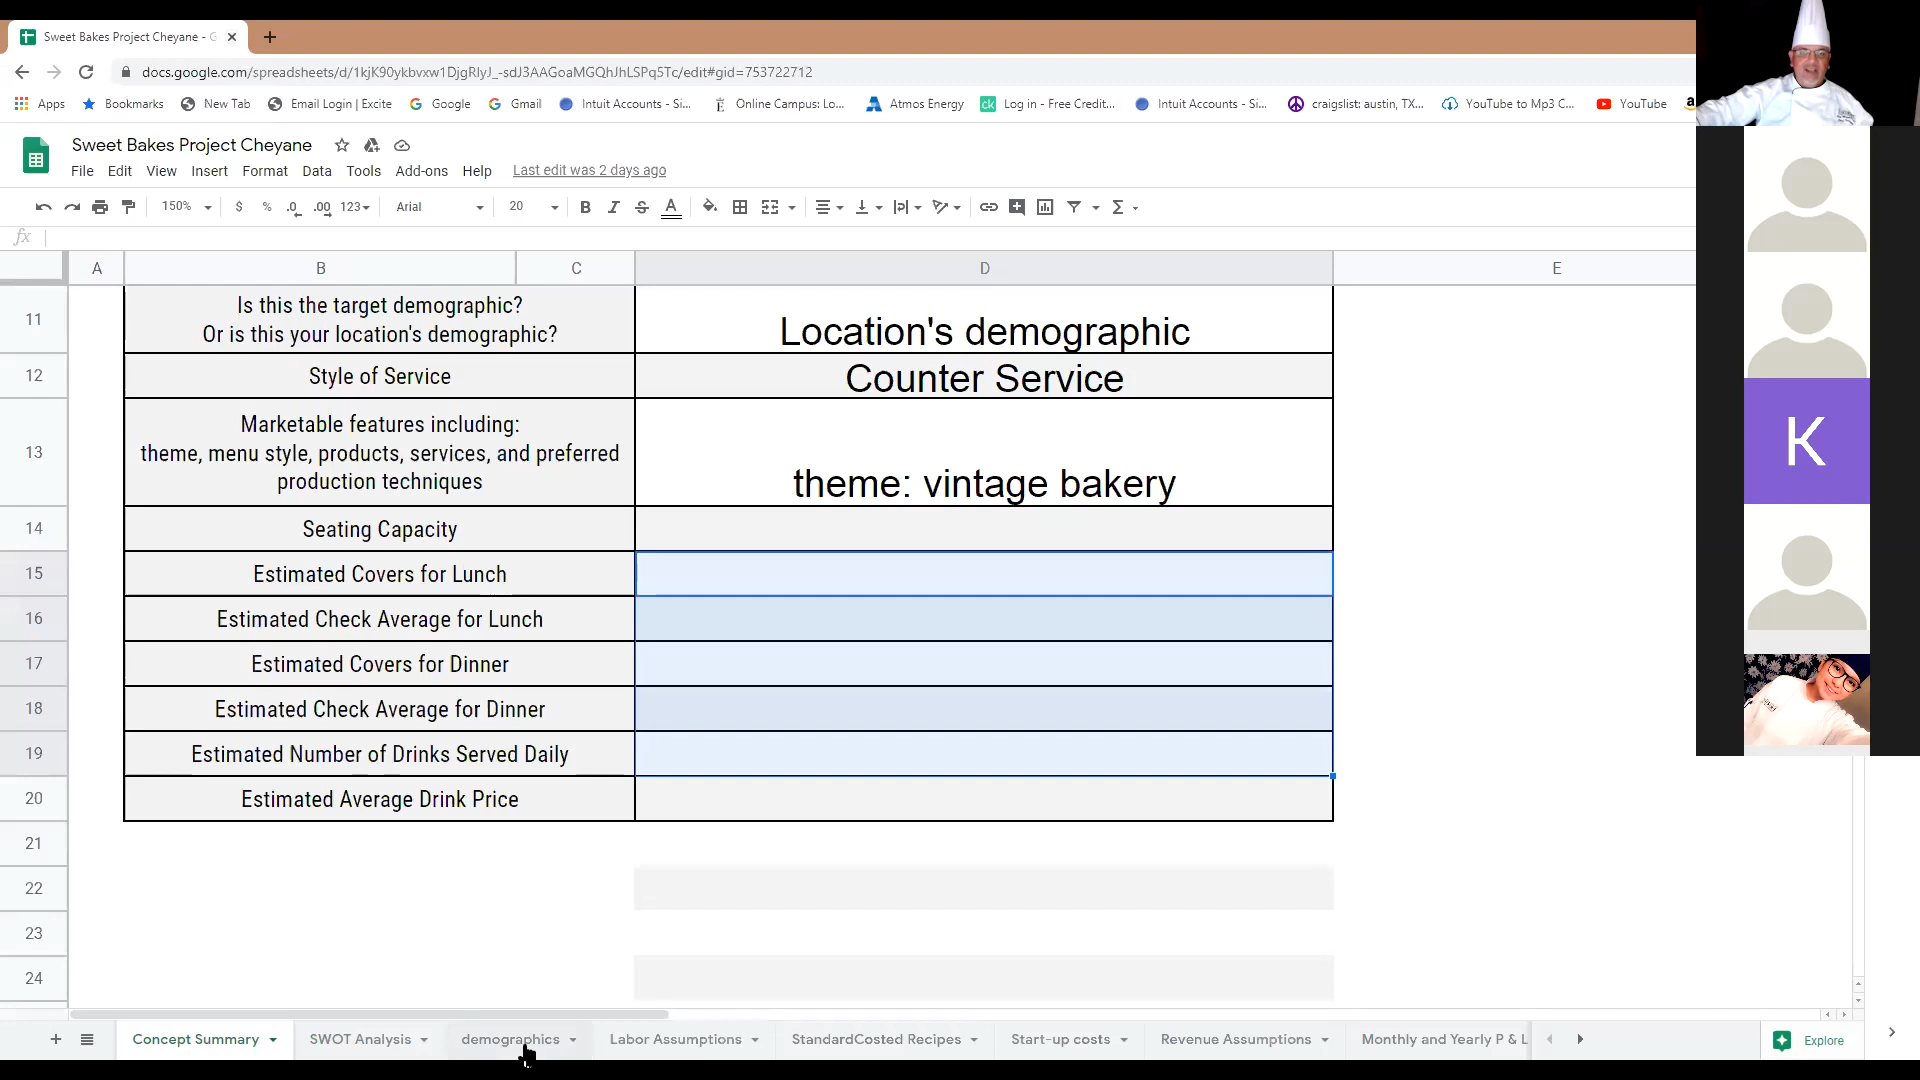 Sweet Bakes Project Cheyane - G
docs.google.com/spreadsheets/d/1kjK90ykbvxw1DjgRlyJ_-sdJ3AAGoaMGQhJhLSPq5Tc/edit#gid=753722712
Apps Bookmarks New Tab Email Login | Excite Google Gmail Intuit Accounts - Si... Online Campus: Lo... Atmos Energy ck Log in - Free Credit... Intuit Accounts - Si... craigslist: austin, TX... YouTube to Mp3 C... YouTube a
Sweet Bakes Project Cheyane
File Edit View Insert Format Data Tools Add-ons Help Last edit was 2 days ago
150% $ % .0 .00 123 Arial 20 B I S A Σ
fx
A B C D E
11 Is this the target demographic?
Or is this your location's demographic? Location's demographic
12 Style of Service Counter Service
13 Marketable features including:
theme, menu style, products, services, and preferred
production techniques theme: vintage bakery
14 Seating Capacity
15 Estimated Covers for Lunch
16 Estimated Check Average for Lunch
17 Estimated Covers for Dinner
18 Estimated Check Average for Dinner
19 Estimated Number of Drinks Served Daily
20 Estimated Average Drink Price
21
22
23
24
K
Concept Summary SWOT Analysis demographics Labor Assumptions StandardCosted Recipes Start-up costs Revenue Assumptions Monthly and Yearly P & L Explore